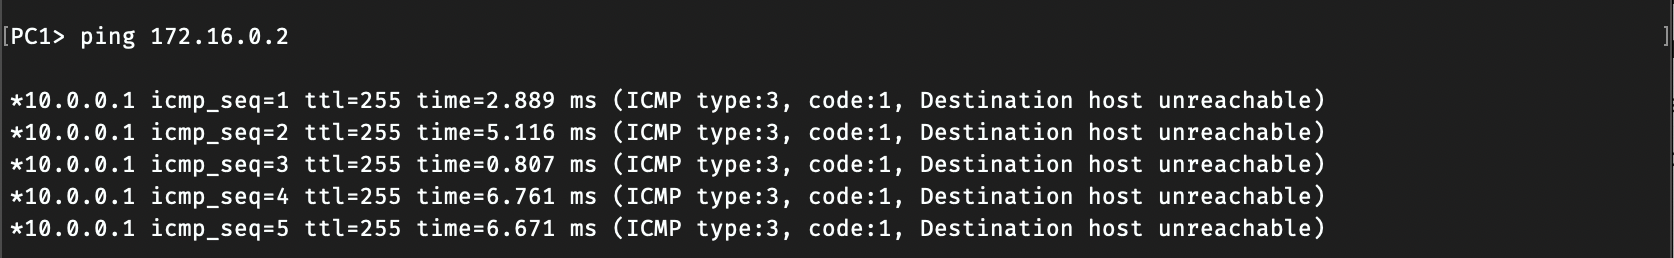 [PC1> ping 172.16.0.2 ]
*10.0.0.1 icmp_seq=1 ttl=255 time=2.889 ms (ICMP type:3, code:1, Destination host unreachable)
*10.0.0.1 icmp_seq=2 ttl=255 time=5.116 ms (ICMP type:3, code:1, Destination host unreachable)
*10.0.0.1 icmp_seq=3 ttl=255 time=0.807 ms (ICMP type:3, code:1, Destination host unreachable)
*10.0.0.1 icmp_seq=4 ttl=255 time=6.761 ms (ICMP type:3, code:1, Destination host unreachable)
*10.0.0.1 icmp_seq=5 ttl=255 time=6.671 ms (ICMP type:3, code:1, Destination host unreachable)